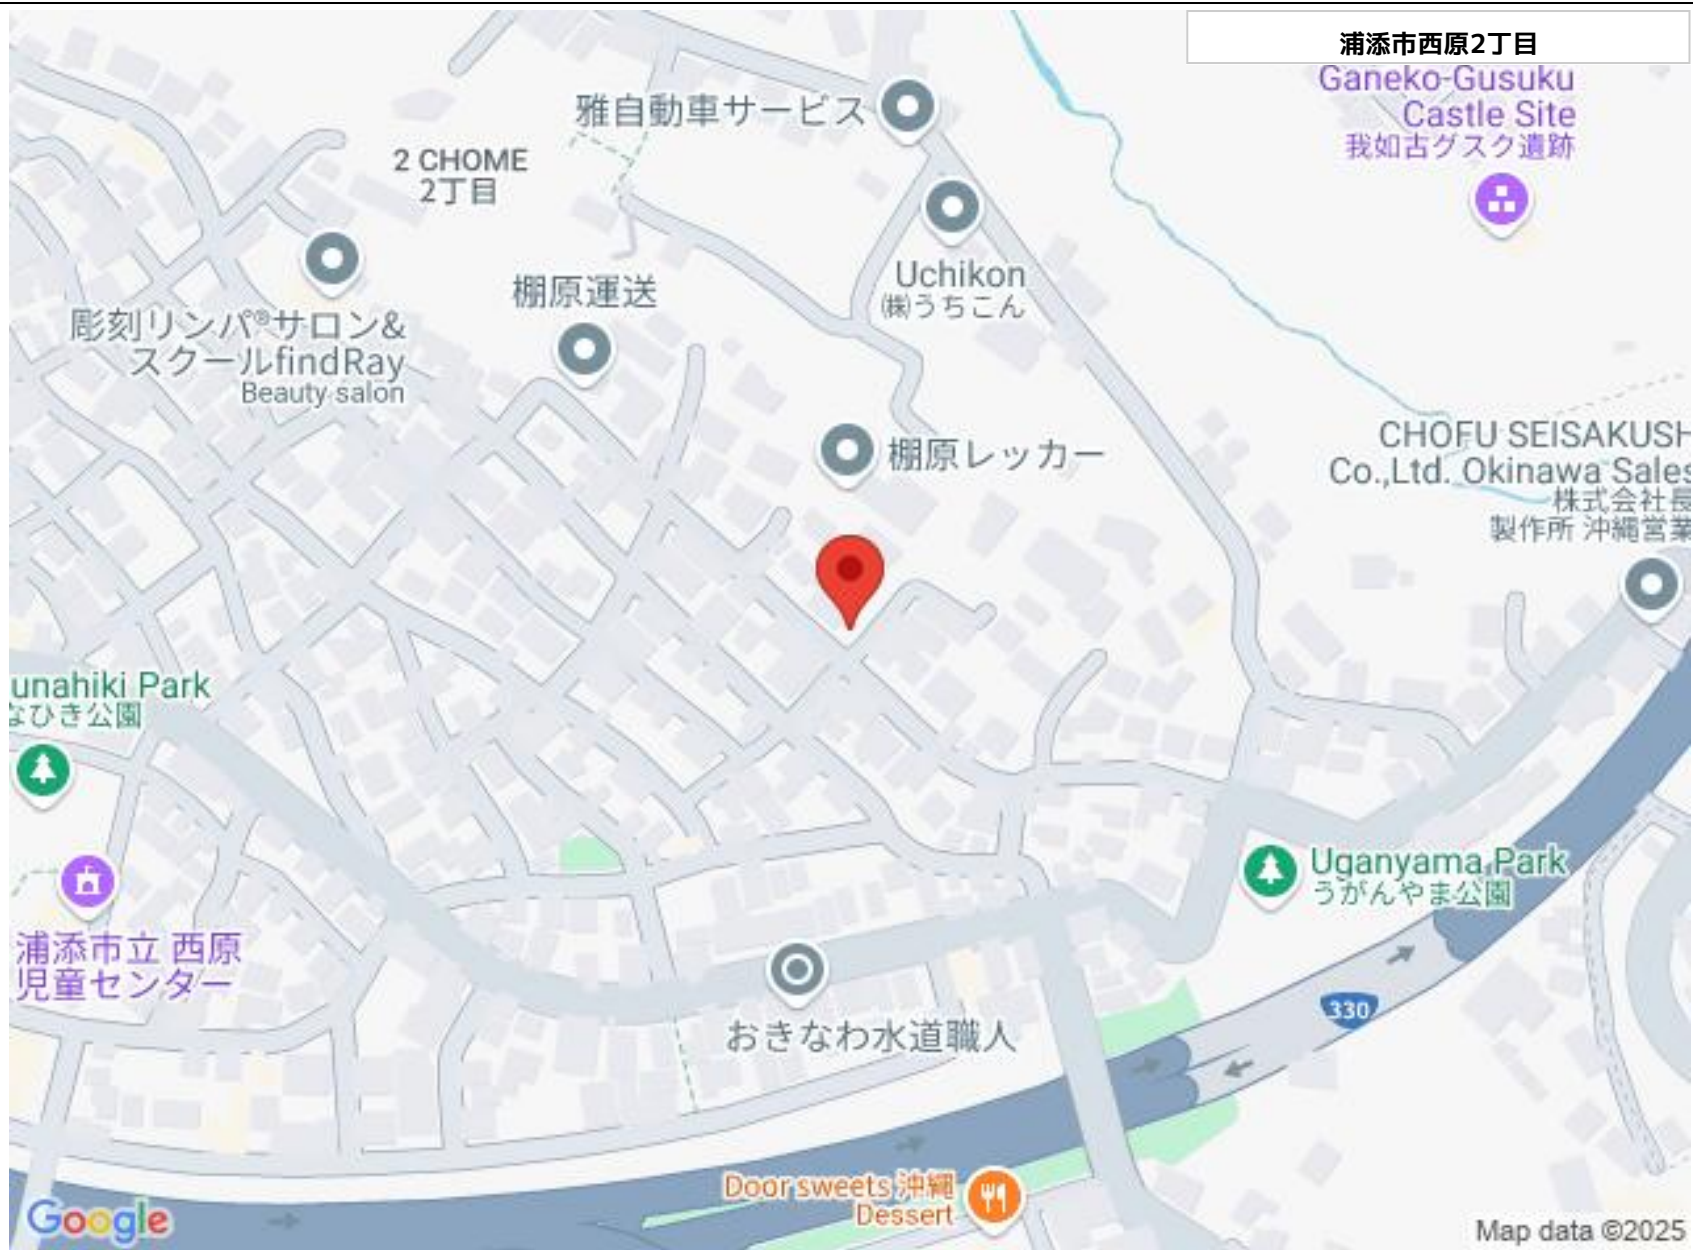 浦添市西原2丁目
Ganeko-Gusuku
Castle Site
我如古グスク遺跡
雅自動車サービス
2 CHOME
2丁目
Uchikon
㈱うちこん
棚原運送
彫刻リンパ®サロン&
スクールfindRay
Beauty salon
棚原レッカー
CHOFU SEISAKUSH
Co.,Ltd. Okinawa Sales
株式会社長
製作所 沖縄営業
unahiki Park
なひき公園
Uganyama Park
うがんやま公園
浦添市立 西原
児童センター
330
おきなわ水道職人
Door sweets 沖縄
Dessert
Google
Map data ©2025